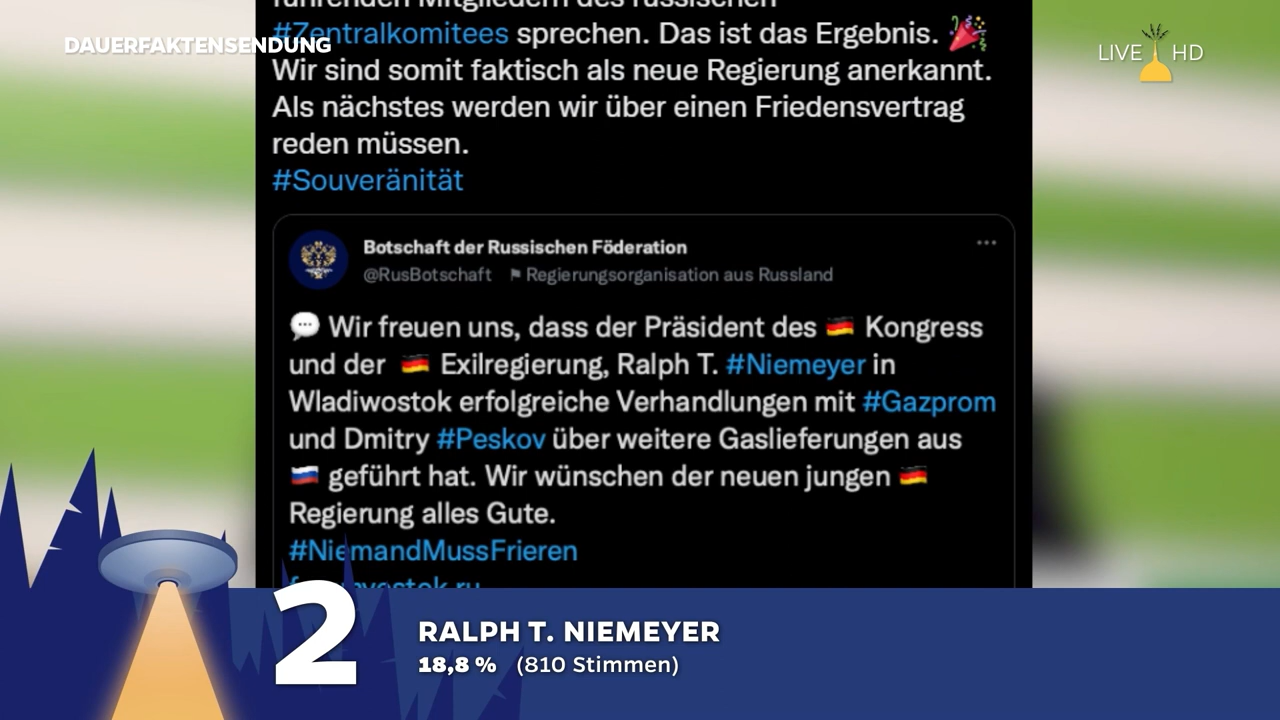 führenden Mitgliedern des russischen
#Zentralkomitees sprechen. Das ist das Ergebnis. 🎉
DAUERFAKTENSENDUNG
LIVE HD
Wir sind somit faktisch als neue Regierung anerkannt.
Als nächstes werden wir über einen Friedensvertrag
reden müssen.
#Souveränität
Botschaft der Russischen Föderation
@RusBotschaft Regierungsorganisation aus Russland
💬 Wir freuen uns, dass der Präsident des 🇩🇪 Kongress
und der 🇩🇪 Exilregierung, Ralph T. #Niemeyer in
Wladiwostok erfolgreiche Verhandlungen mit #Gazprom
und Dmitry #Peskov über weitere Gaslieferungen aus
🇷🇺 geführt hat. Wir wünschen der neuen jungen 🇩🇪
Regierung alles Gute.
#NiemandMussFrieren
2
RALPH T. NIEMEYER
18,8 % (810 Stimmen)